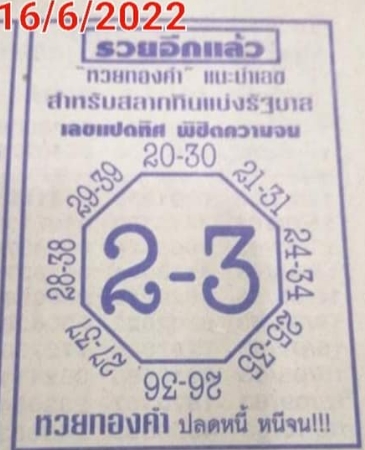 16/6/2022
รวยอีกแล้ว
"หวยทองคำ" แนะนำเลข
สำหรับสลากกินแบ่งรัฐบาล
เลขแปดทิศ พิชิตความจน
20-30
29-39
21-31
28-38
2-3
24-34
27-37
25-35
26-36
หวยทองคำ ปลดหนี้ หนีจน!!!